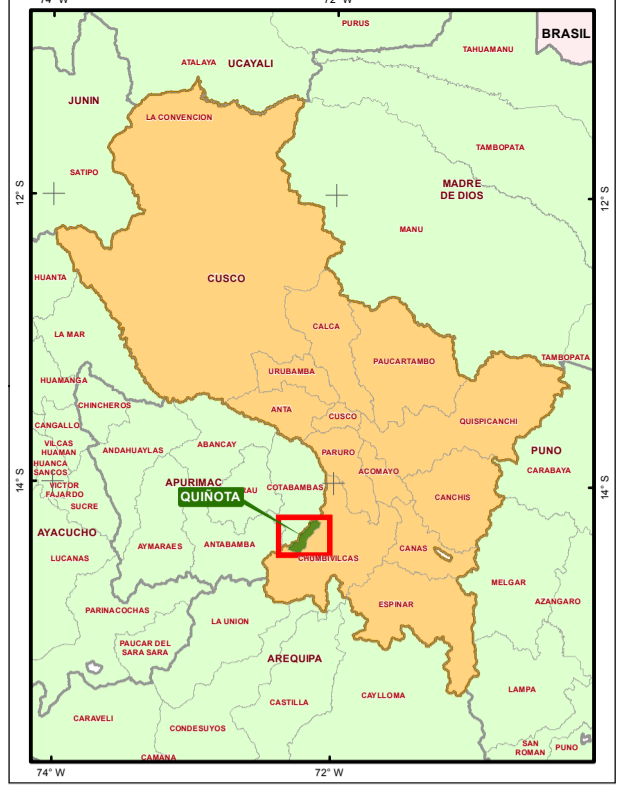 74° W
72° W
PURUS
BRASIL
TAHUAMANU
ATALAYA
UCAYALI
JUNIN
LA CONVENCION
TAMBOPATA
SATIPO
12° S
12° S
MADRE
DE DIOS
MANU
HUANTA
CUSCO
CALCA
LA MAR
PAUCARTAMBO
TAMBOPATA
URUBAMBA
HUAMANGA
CHINCHEROS
ANTA
CUSCO
QUISPICANCHI
CANGALLO
VILCAS
HUAMAN
ANDAHUAYLAS
ABANCAY
PARURO
PUNO
HUANCA
SANCOS
ACOMAYO
CARABAYA
14° S
14° S
APURIMAC
RAU
COTABAMBAS
VICTOR
FAJARDO
QUIÑOTA
CANCHIS
SUCRE
AYACUCHO
AYMARAES
ANTABAMBA
CANAS
LUCANAS
CHUMBIVILCAS
MELGAR
ESPINAR
AZANGARO
PARINACOCHAS
LA UNION
PAUCAR DEL
SARA SARA
AREQUIPA
LAMPA
CAYLLOMA
CASTILLA
CARAVELI
CONDESUYOS
SAN
ROMAN
PUNO
CAMANA
74° W
72° W